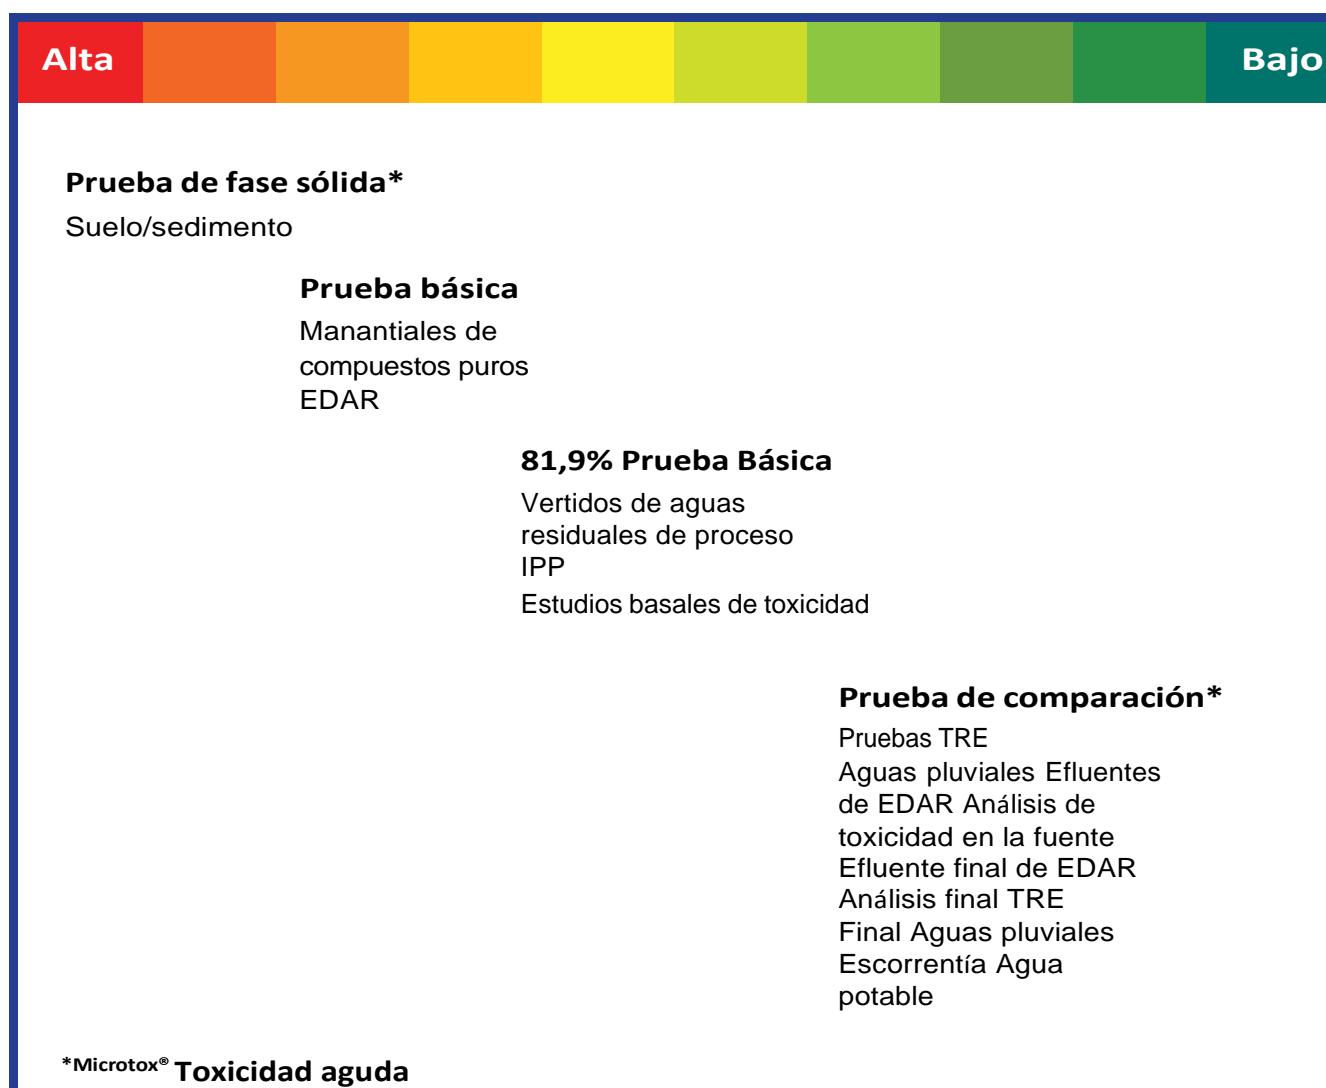 Alta
Bajo
Prueba de fase sólida*
Suelo/sedimento
Prueba básica
Manantiales de
compuestos puros
EDAR
81,9% Prueba Básica
Vertidos de aguas
residuales de proceso
IPP
Estudios basales de toxicidad
Prueba de comparación*
Pruebas TRE
Aguas pluviales Efluentes
de EDAR Análisis de
toxicidad en la fuente
Efluente final de EDAR
Análisis final TRE
Final Aguas pluviales
Escorrentía Agua
potable
*Microtox® Toxicidad aguda